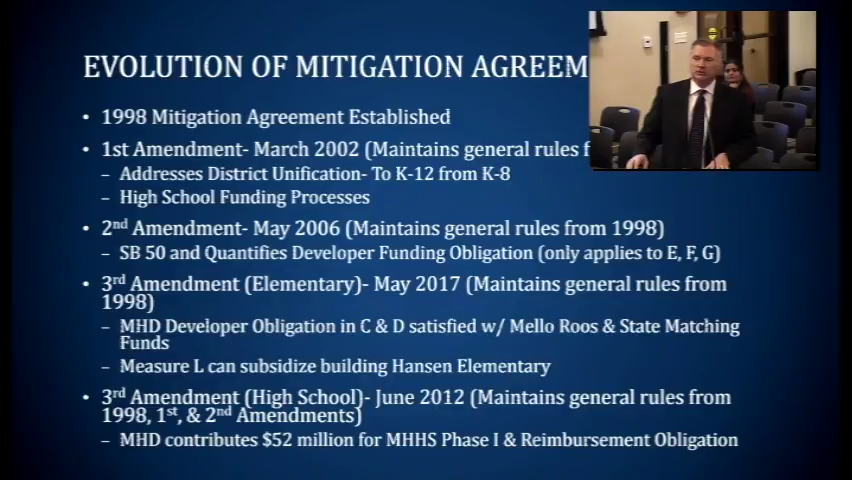 EVOLUTION OF MITIGATION AGREEM
• 1998 Mitigation Agreement Established
• 1st Amendment- March 2002 (Maintains general rules f
– Addresses District Unification- To K-12 from K-8
– High School Funding Processes
• 2nd Amendment- May 2006 (Maintains general rules from 1998)
– SB 50 and Quantifies Developer Funding Obligation (only applies to E, F, G)
• 3rd Amendment (Elementary)- May 2017 (Maintains general rules from
1998)
– MHD Developer Obligation in C & D satisfied w/ Mello Roos & State Matching
Funds
– Measure L can subsidize building Hansen Elementary
• 3rd Amendment (High School)- June 2012 (Maintains general rules from
1998, 1st, & 2nd Amendments)
– MHD contributes $52 million for MHHS Phase I & Reimbursement Obligation